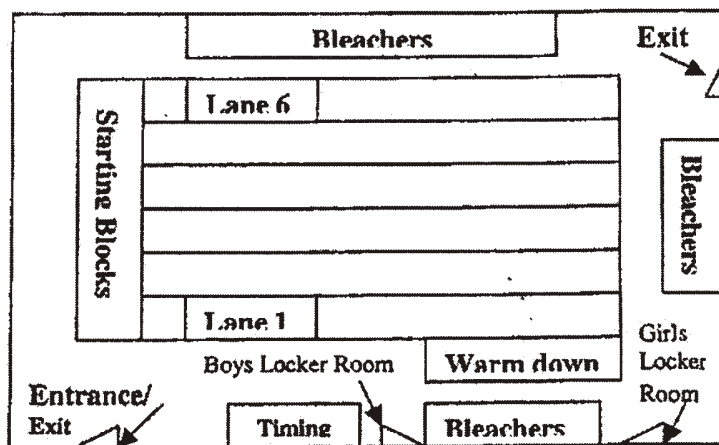 Bleachers
Exit
Lane 6
Starting Blocks
Bleachers
Lane 1
Girls
Locker
Room
Boys Locker Room
Warm down
Entrance/
Exit
Timing
Bleachers